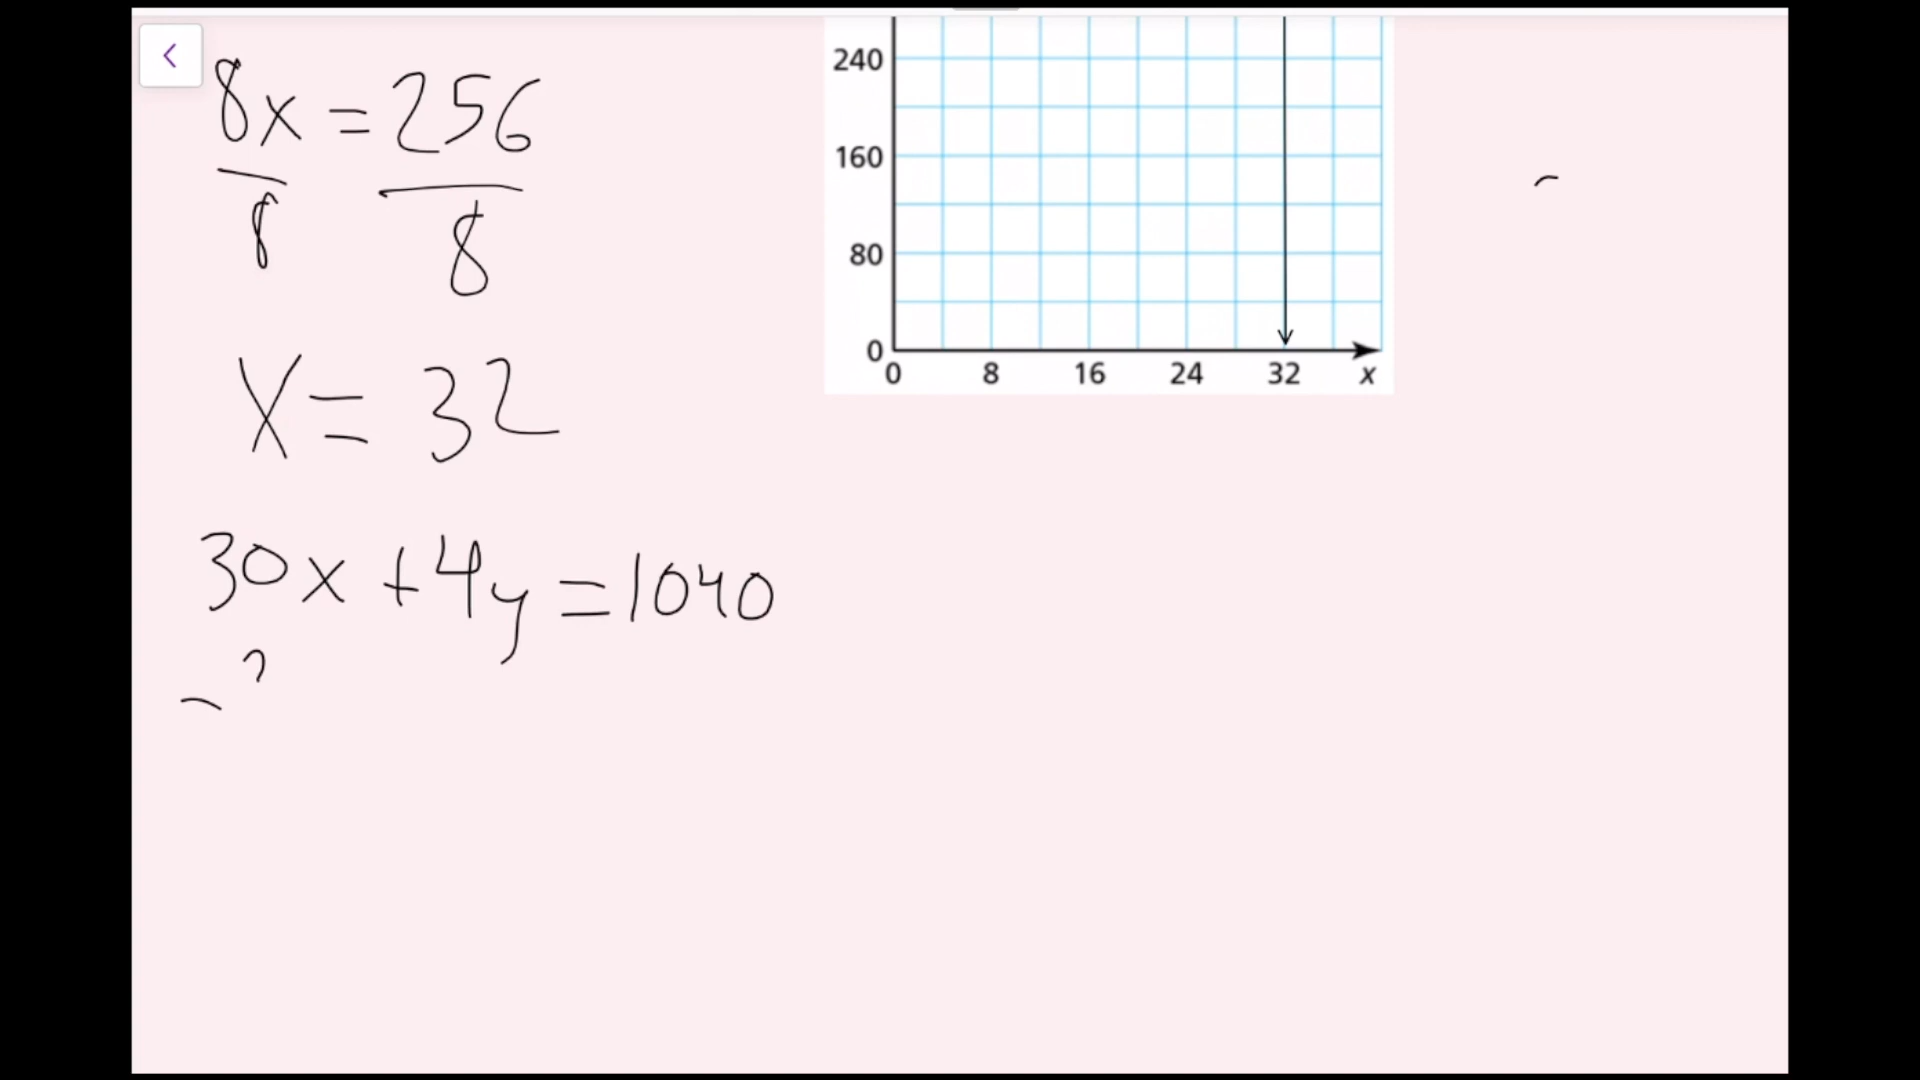 8x = 256
8 8
x = 32
30x + 4y = 1040
240
160
80
0
0 8 16 24 32 x